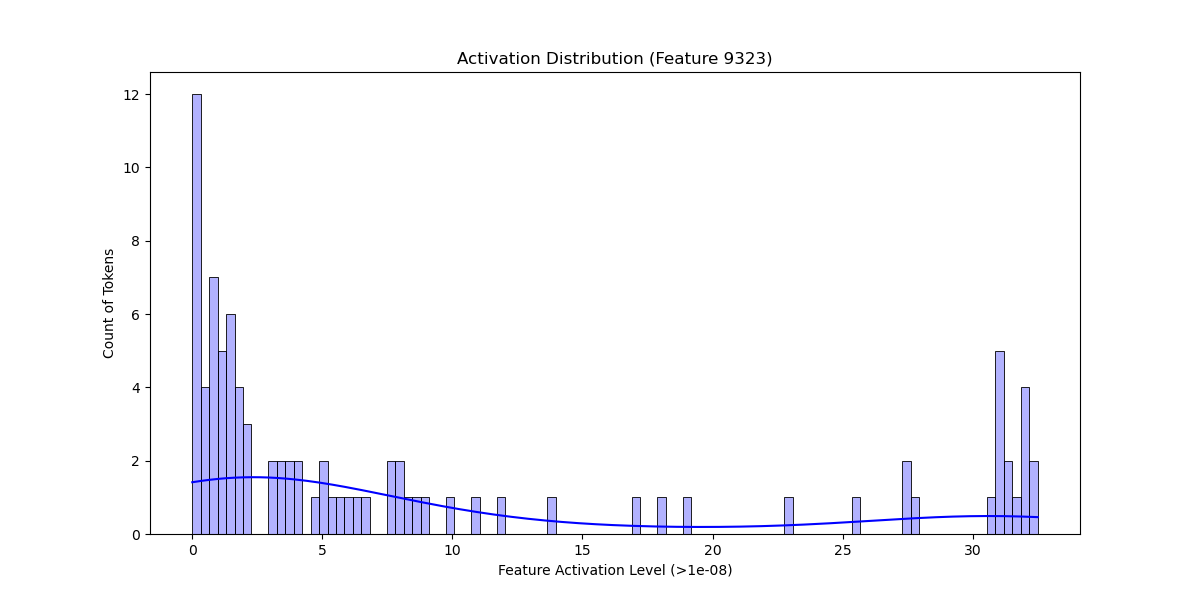 Activation Distribution (Feature 9323)
12
10
8
6
4
2
0
Count of Tokens
0 5 10 15 20 25 30
Feature Activation Level (>1e-08)